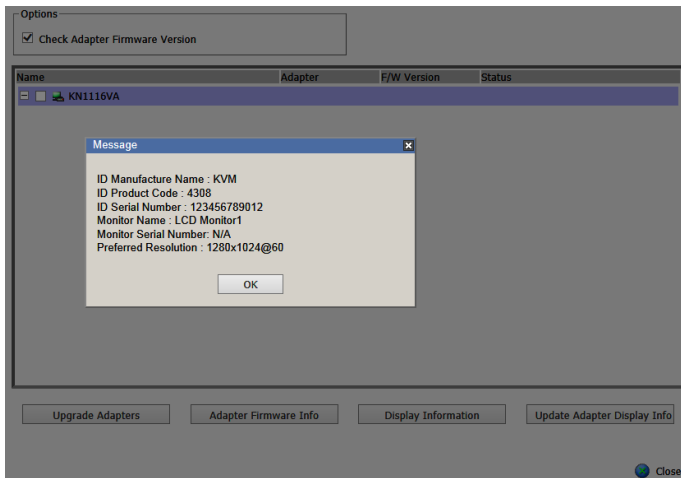 Options
Check Adapter Firmware Version
Name Adapter F/W Version Status
KN1116VA
Message
ID Manufacture Name : KVM
ID Product Code : 4308
ID Serial Number : 123456789012
Monitor Name : LCD Monitor1
Monitor Serial Number: N/A
Preferred Resolution : 1280x1024@60
OK
Upgrade Adapters Adapter Firmware Info Display Information Update Adapter Display Info
Close